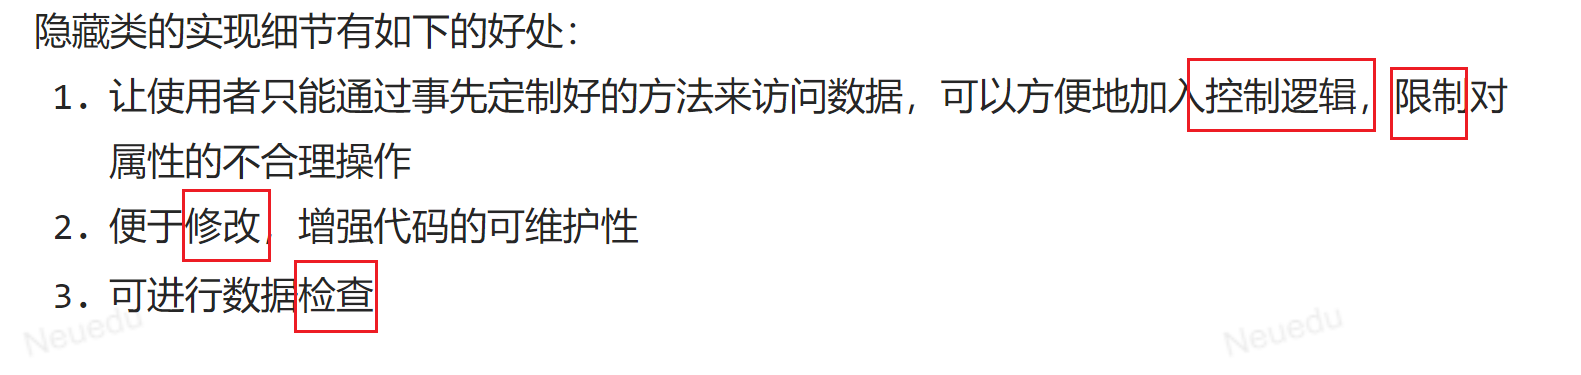 隐藏类的实现细节有如下的好处：
1. 让使用者只能通过事先定制好的方法来访问数据，可以方便地加入控制逻辑，限制对
属性的不合理操作
2. 便于修改，增强代码的可维护性
3. 可进行数据检查
Neuedu
Neuedu